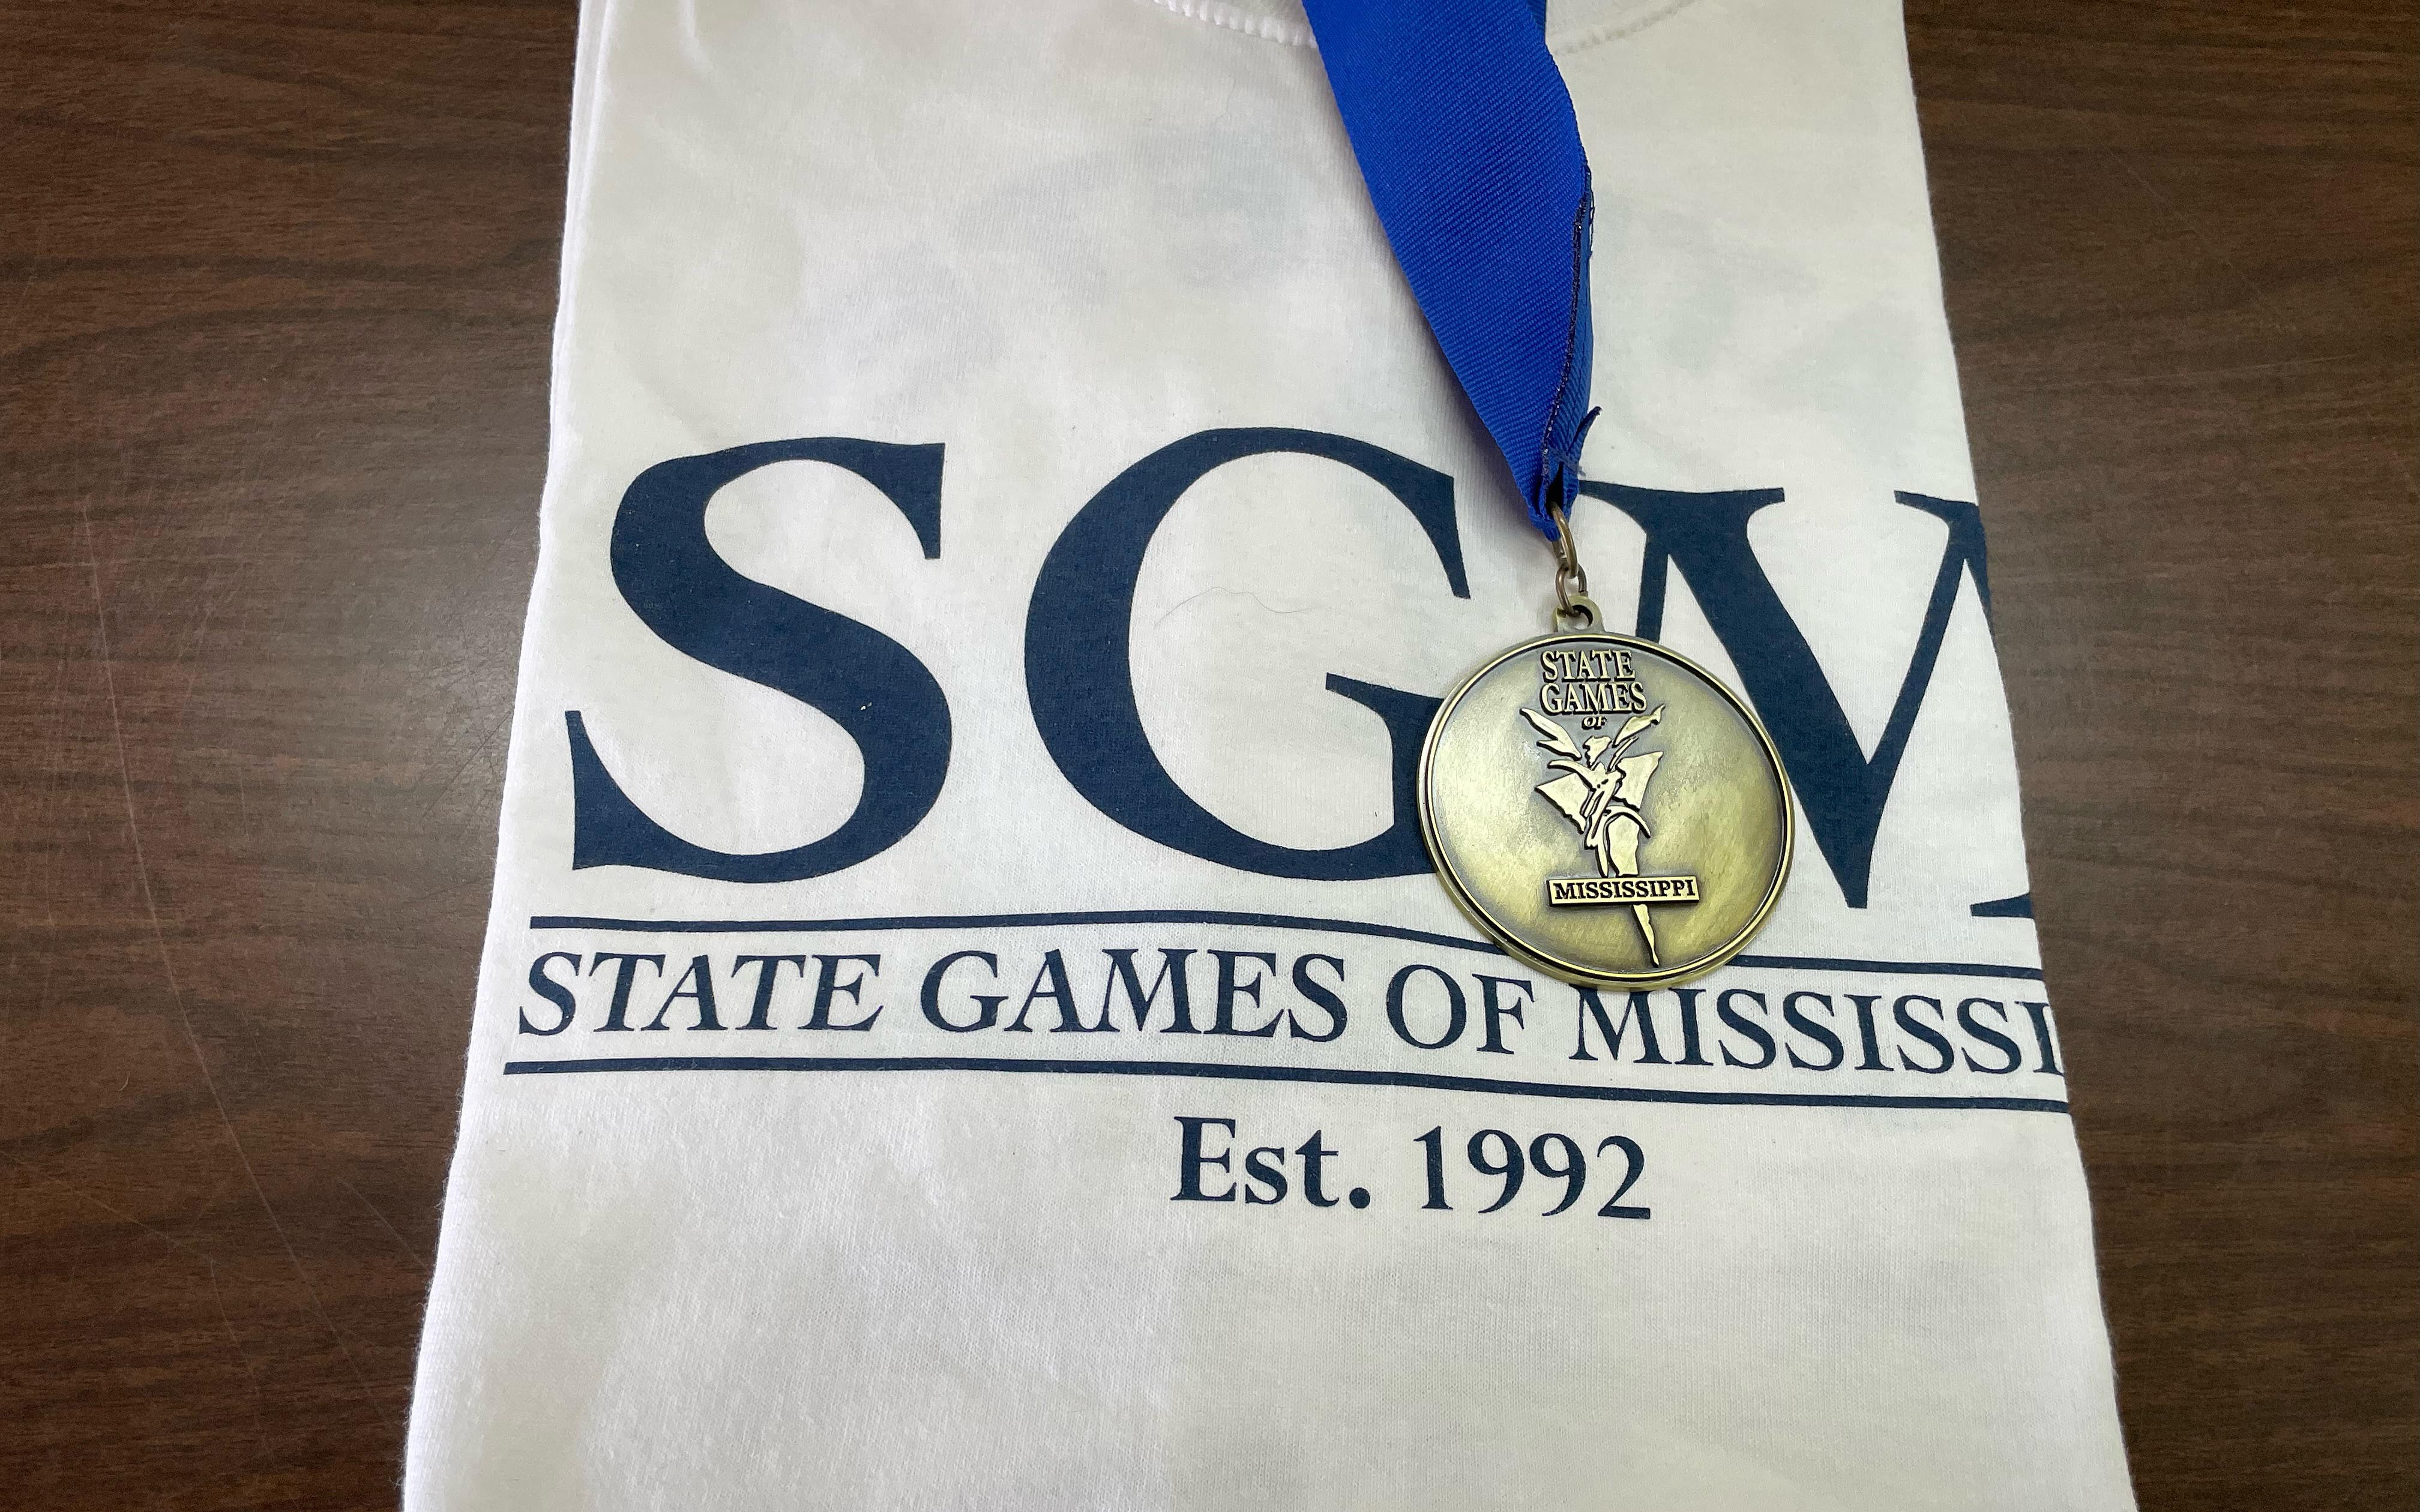 SGM
STATE GAMES OF MISSISSI
Est. 1992
STATE
GAMES
OF
MISSISSIPPI